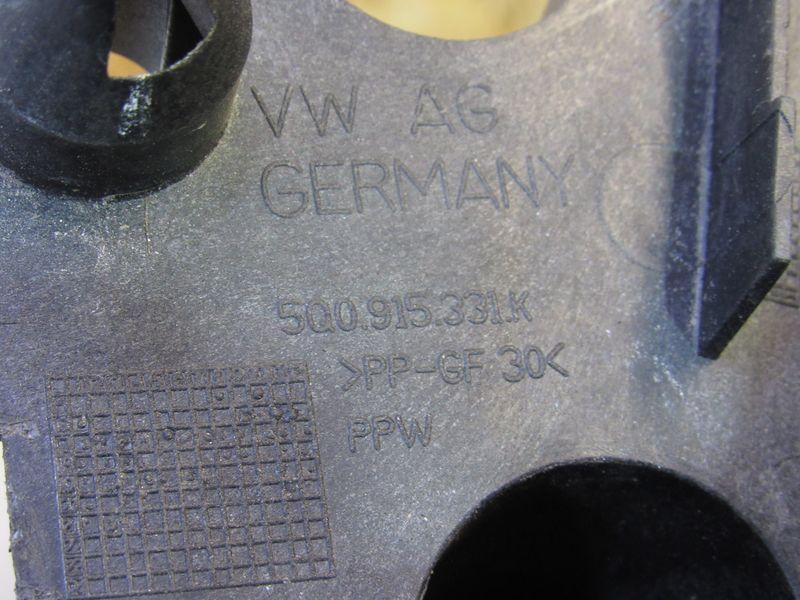 VW AG
GERMANY
5Q0.915.331.K
>PP-GF 30<
PPW